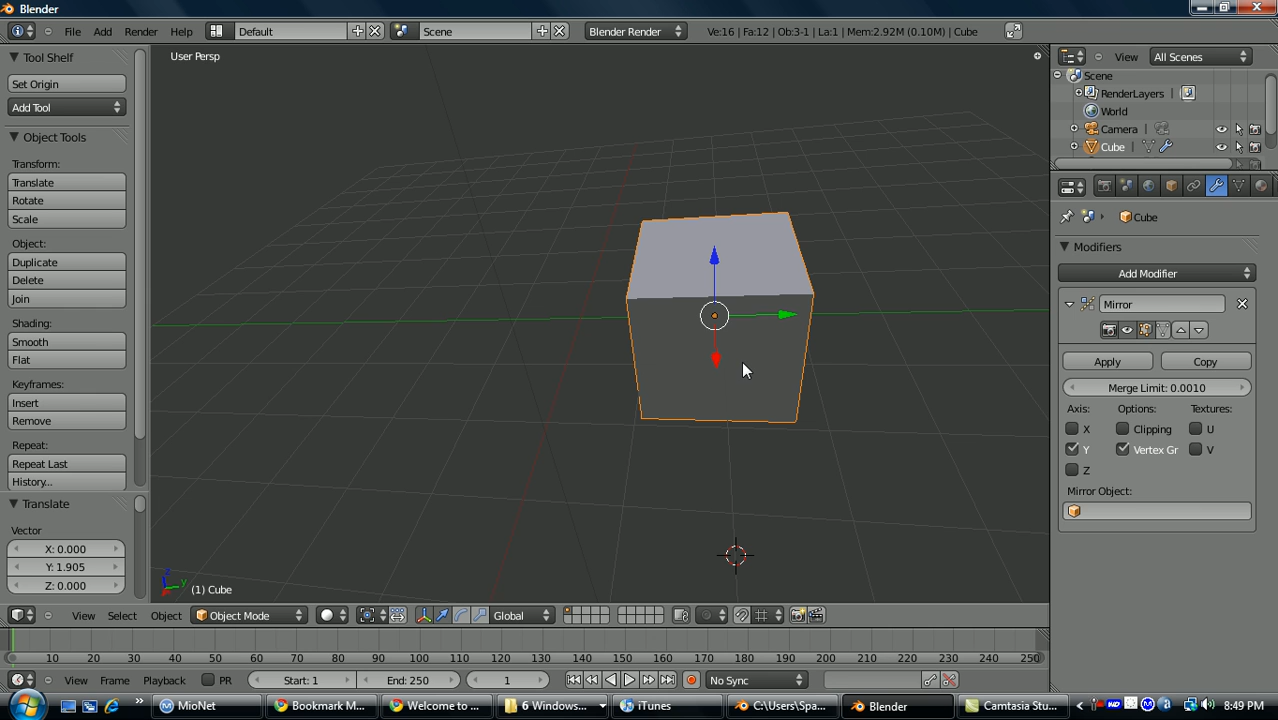 Blender
File Add Render Help Default Scene Blender Render Ve:16 | Fa:12 | Ob:3-1 | La:1 | Mem:2.92M (0.10M) | Cube
Tool Shelf
Set Origin
Add Tool
Object Tools
Transform:
Translate
Rotate
Scale
Object:
Duplicate
Delete
Join
Shading:
Smooth
Flat
Keyframes:
Insert
Remove
Repeat:
Repeat Last
History...
Translate
Vector
X: 0.000
Y: 1.905
Z: 0.000
User Persp
z
y
(1) Cube
View All Scenes
Scene
RenderLayers |
World
Camera |
Cube |
Cube
Modifiers
Add Modifier
Mirror
Apply Copy
Merge Limit: 0.0010
Axis: Options: Textures:
X Clipping U
Y Vertex Gr V
Z
Mirror Object:
View Select Object Object Mode Global
10 20 30 40 50 60 70 80 90 100 110 120 130 140 150 160 170 180 190 200 210 220 230 240 250
View Frame Playback PR Start: 1 End: 250 1 No Sync
MioNet Bookmark M... Welcome to ... 6 Windows... iTunes C:\Users\Spa... Blender Camtasia Stu... 8:49 PM